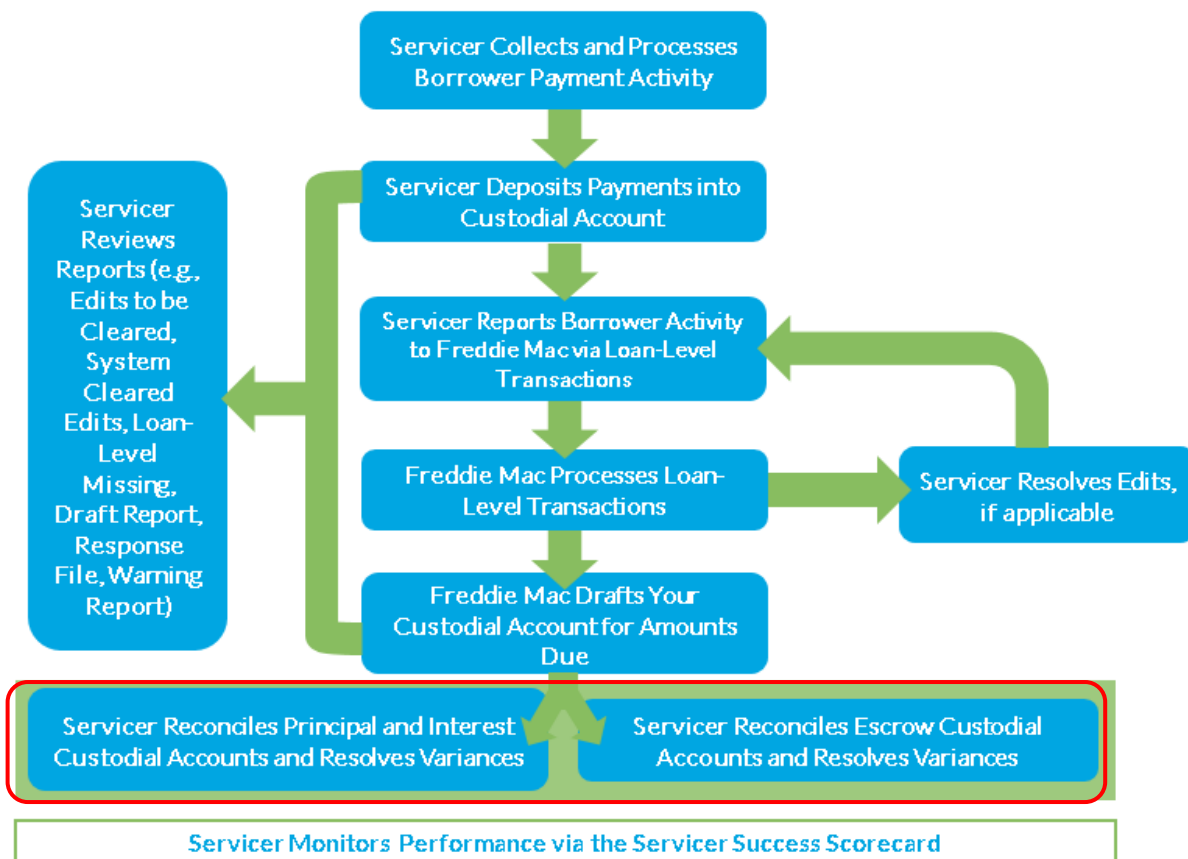 Servicer Collects and Processes
Borrower Payment Activity
Servicer Deposits Payments into
Custodial Account
Servicer
Reviews
Reports (e.g.,
Edits to be
Cleared,
System
Cleared
Edits, Loan-
Level
Missing,
Draft Report,
Response
File, Warning
Report)
Servicer Reports Borrower Activity
to Freddie Mac via Loan-Level
Transactions
Freddie Mac Processes Loan-
Level Transactions
Servicer Resolves Edits,
if applicable
Freddie Mac Drafts Your
Custodial Account for Amounts
Due
Servicer Reconciles Principal and Interest
Custodial Accounts and Resolves Variances
Servicer Reconciles Escrow Custodial
Accounts and Resolves Variances
Servicer Monitors Performance via the Servicer Success Scorecard